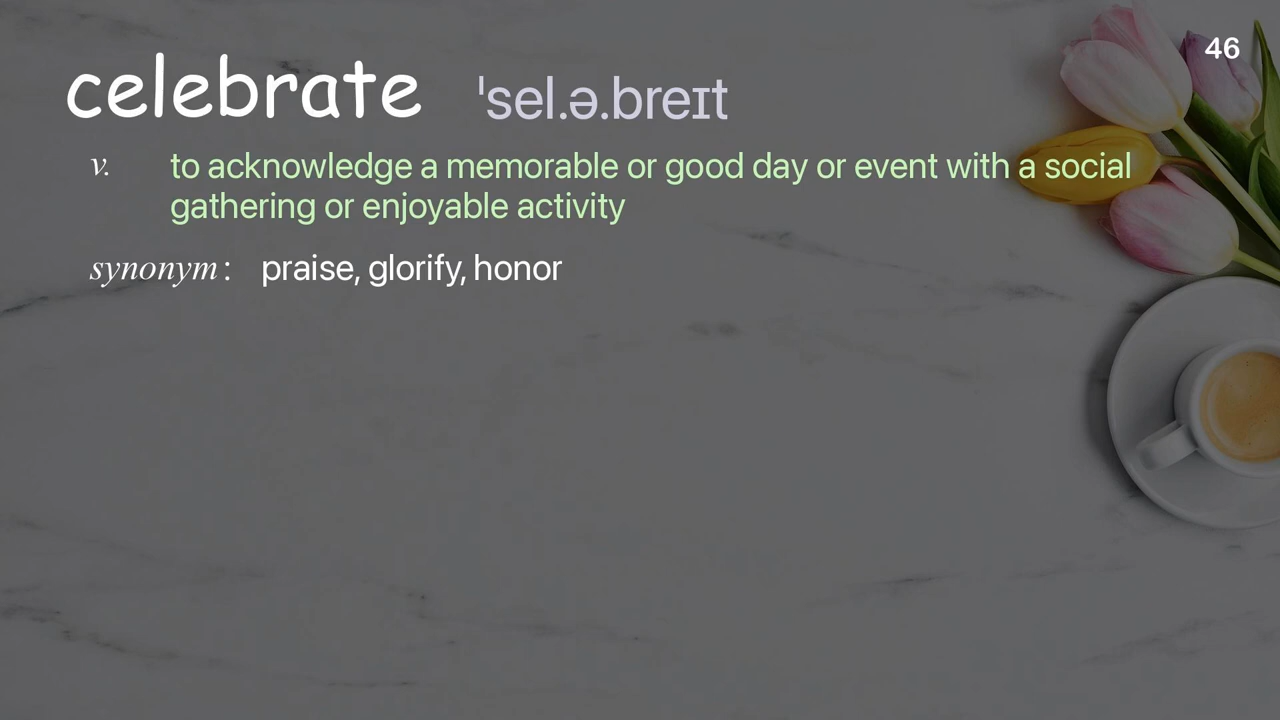 46
celebrate ˈsel.ə.breɪt
v. to acknowledge a memorable or good day or event with a social
gathering or enjoyable activity
synonym : praise, glorify, honor